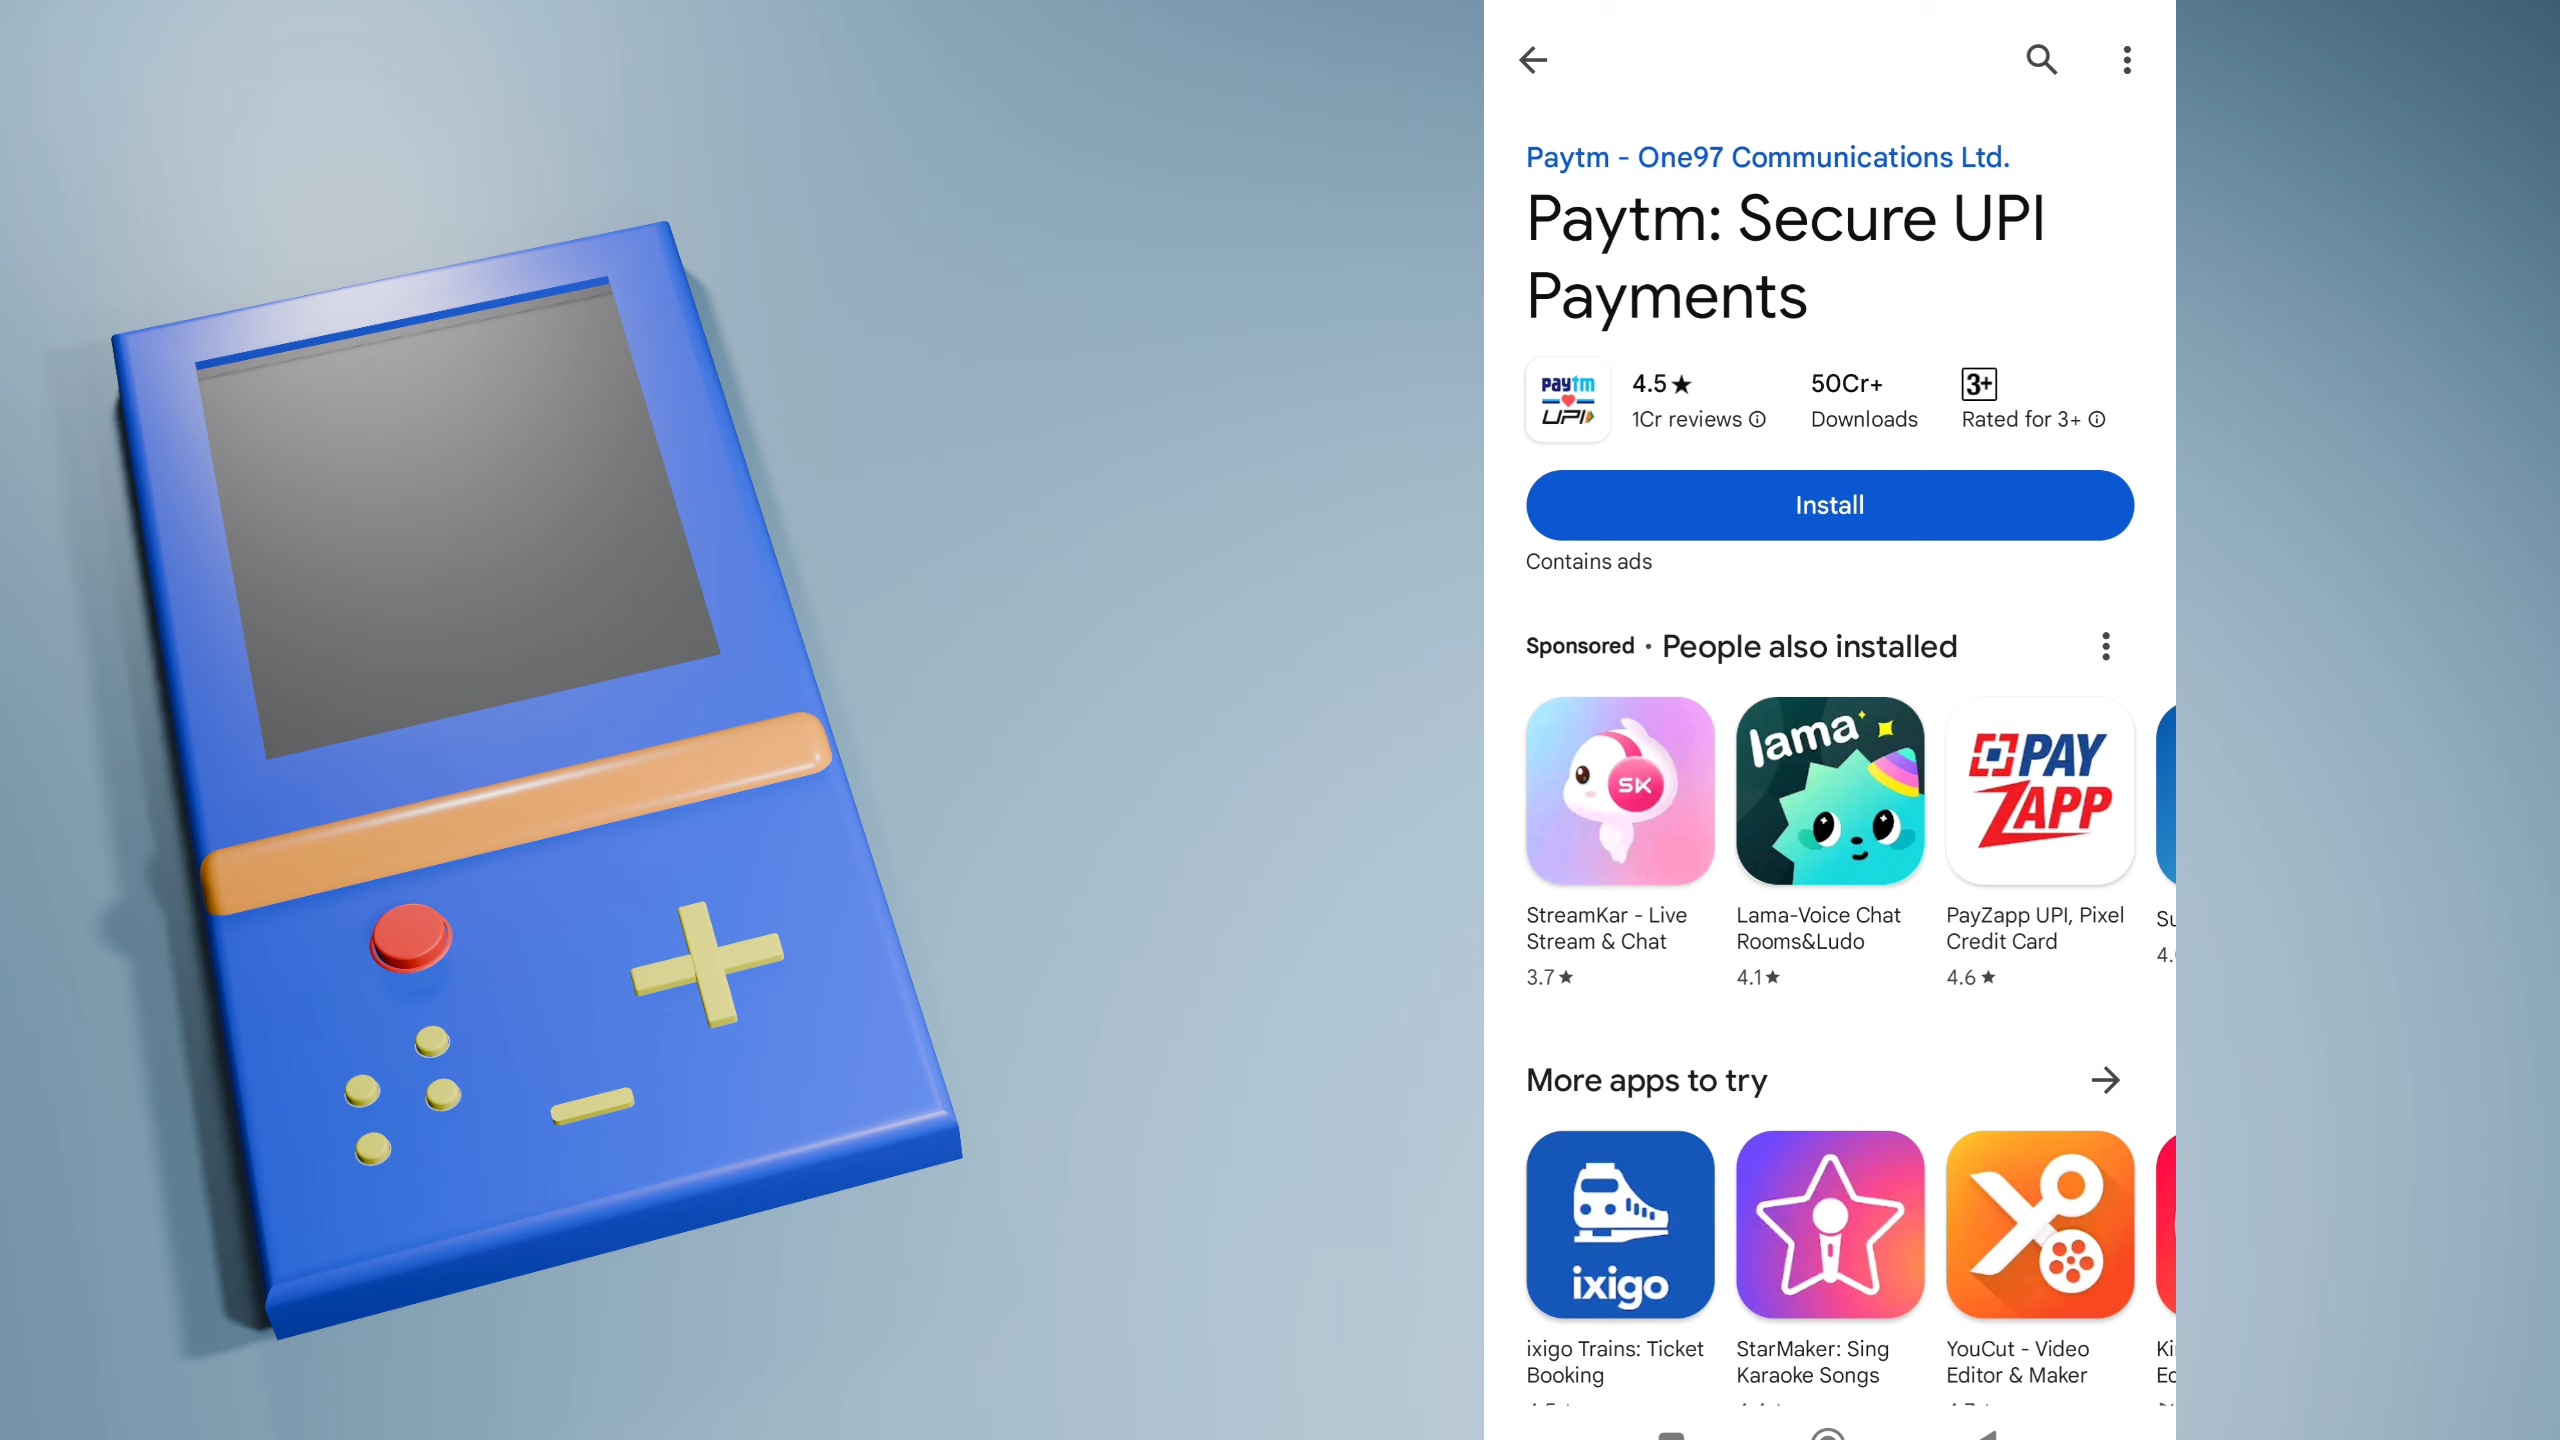 Paytm - One97 Communications Ltd.
Paytm: Secure UPI
Payments
paytm
UPI
4.5★
50Cr+
3+
1Cr reviews
Downloads
Rated for 3+
Install
Contains ads
Sponsored • People also installed
SK
lama
PAY
ZAPP
StreamKar - Live
Stream & Chat
3.7★
Lama-Voice Chat
Rooms&Ludo
4.1★
PayZapp UPI, Pixel
Credit Card
4.6★
Su
4.
More apps to try
ixigo
ixigo Trains: Ticket
Booking
StarMaker: Sing
Karaoke Songs
YouCut - Video
Editor & Maker